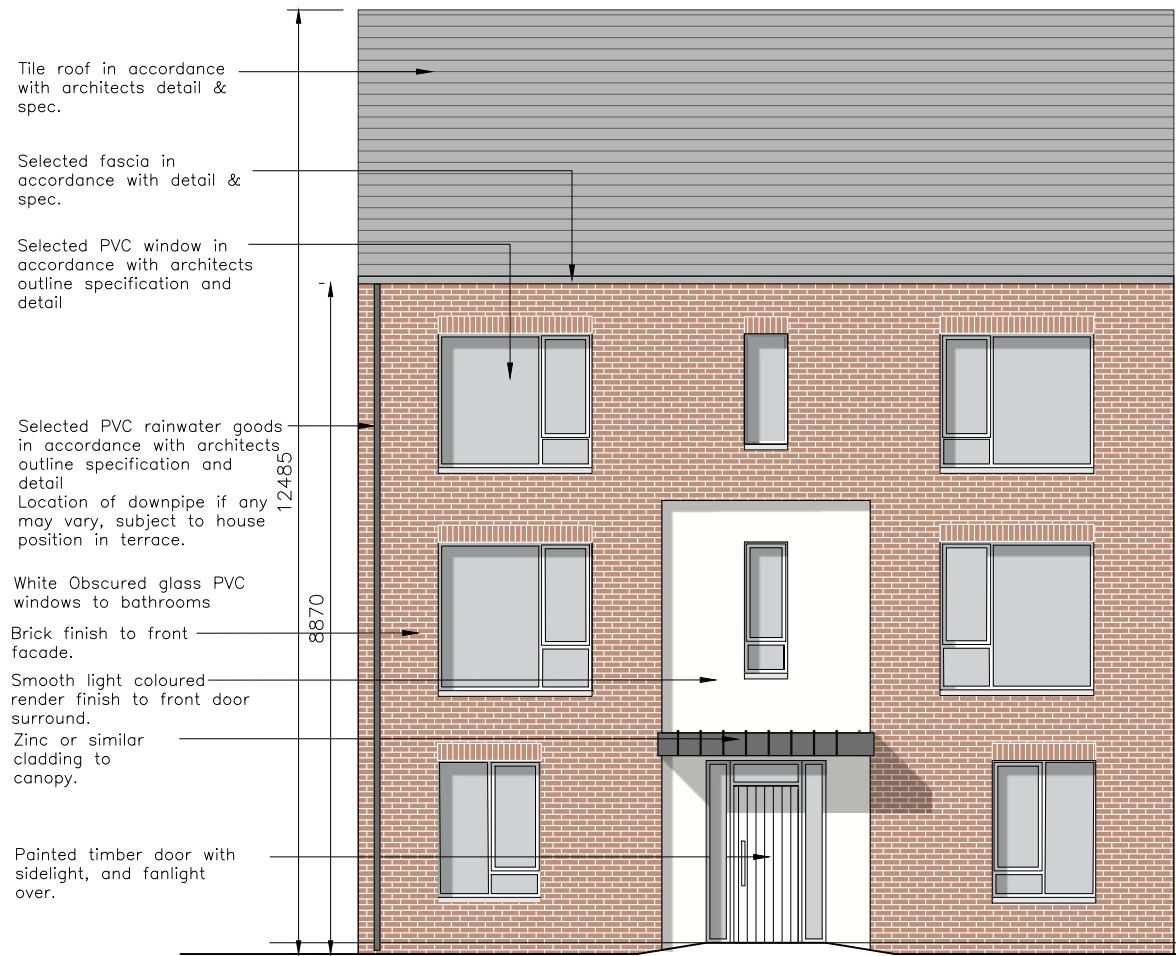 Tile roof in accordance
with architects detail &
spec.
Selected fascia in
accordance with detail &
spec.
Selected PVC window in
accordance with architects
outline specification and
detail
Selected PVC rainwater goods
in accordance with architects
outline specification and
detail
Location of downpipe if any
may vary, subject to house
position in terrace.
12485
White Obscured glass PVC
windows to bathrooms
8870
Brick finish to front
facade.
Smooth light coloured
render finish to front door
surround.
Zinc or similar
cladding to
canopy.
Painted timber door with
sidelight, and fanlight
over.